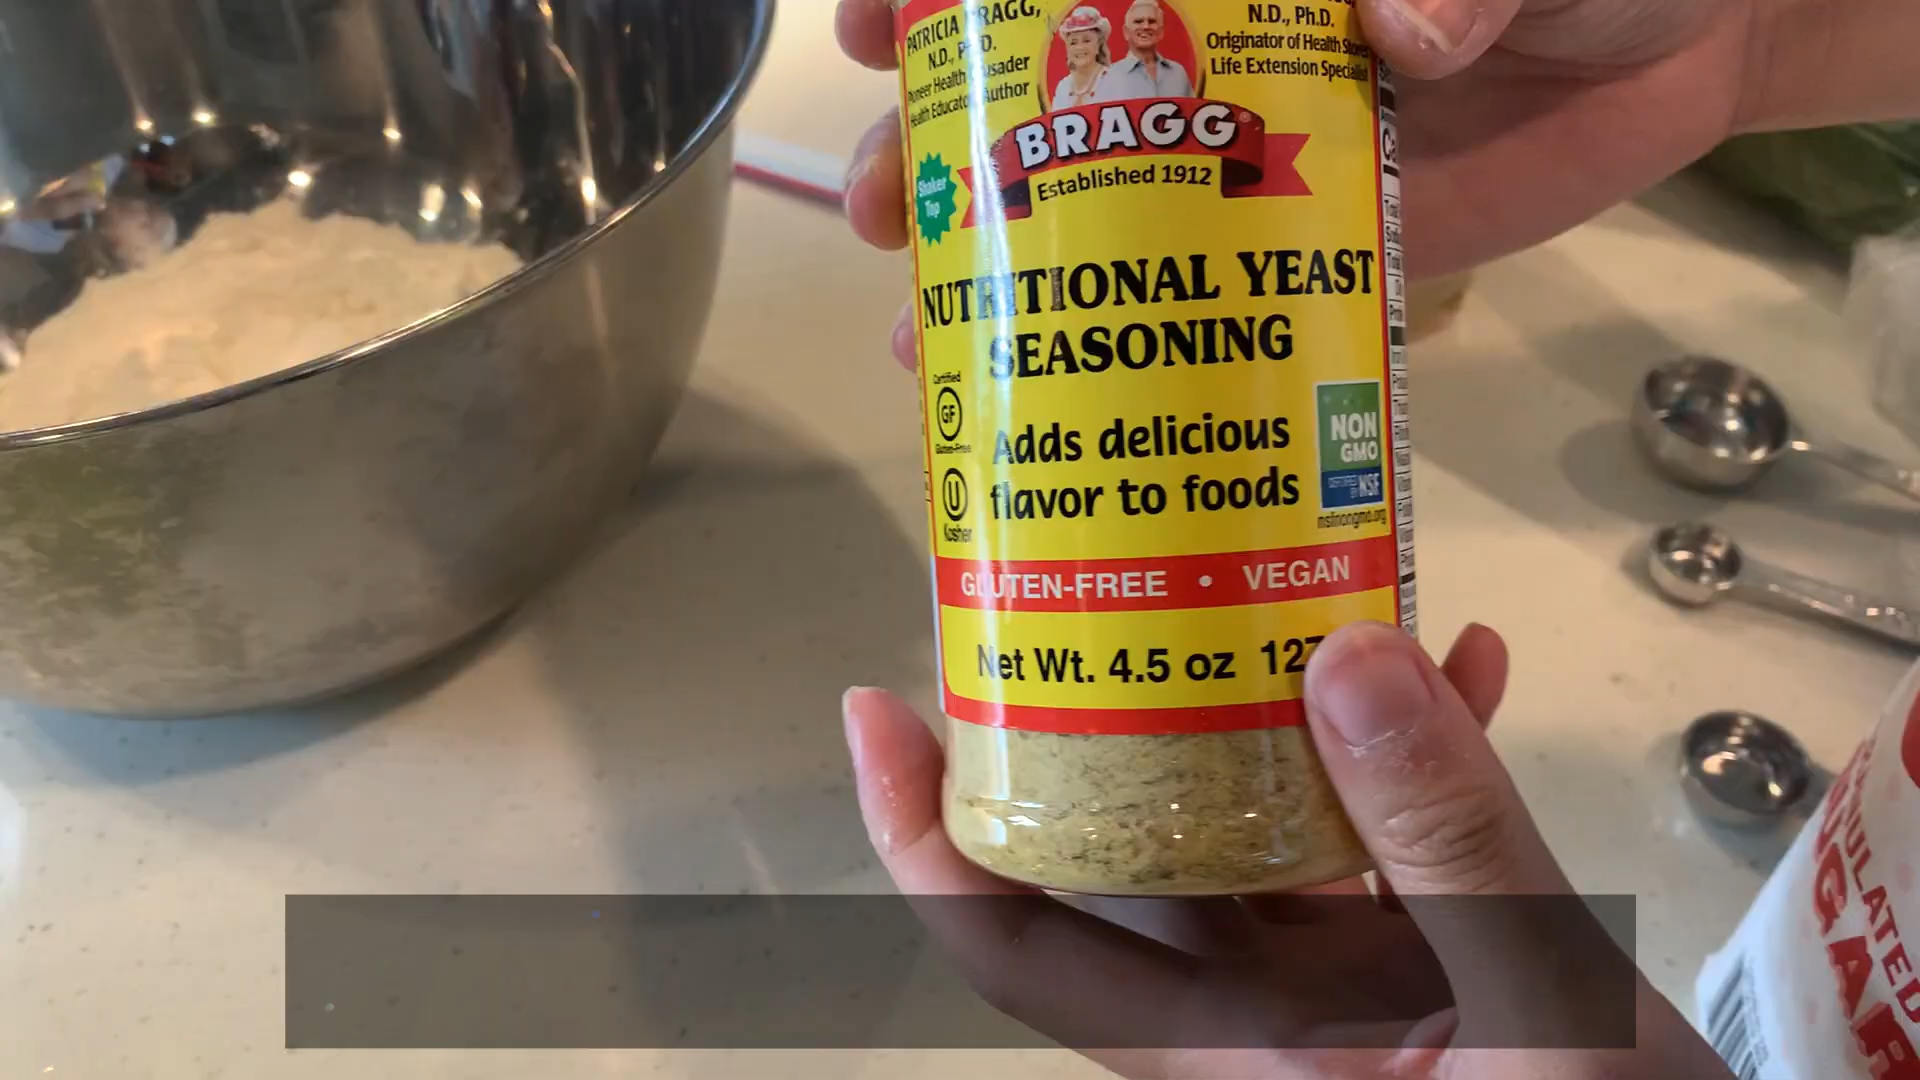 PATRICIA BRAGG,
N.D., Ph.D.
Pioneer Health Crusader
Health Educator, Author
N.D., Ph.D.
Originator of Health Stores
Life Extension Specialist
BRAGG
Established 1912
Shaker
Top
NUTRITIONAL YEAST
SEASONING
Certified
GF
Gluten-Free
U
Kosher
Adds delicious
flavor to foods
NON
GMO
CERTIFIED
BY NSF
nsfnongmo.org
GLUTEN-FREE • VEGAN
Net Wt. 4.5 oz 127